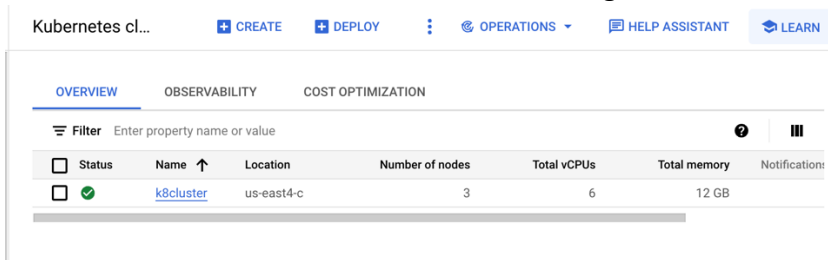 Kubernetes cl... CREATE DEPLOY OPERATIONS HELP ASSISTANT LEARN
OVERVIEW OBSERVABILITY COST OPTIMIZATION
Filter Enter property name or value
Status Name Location Number of nodes Total vCPUs Total memory Notifications
k8cluster us-east4-c 3 6 12 GB